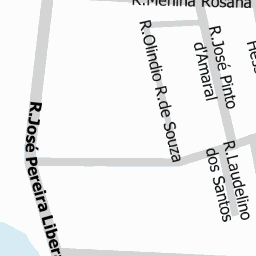 R.Menina Rosana
R.Olindio R.de Souza
R.José Pinto
d'Amaral
R.José Pereira Liber
R.Laudelino
dos Santos